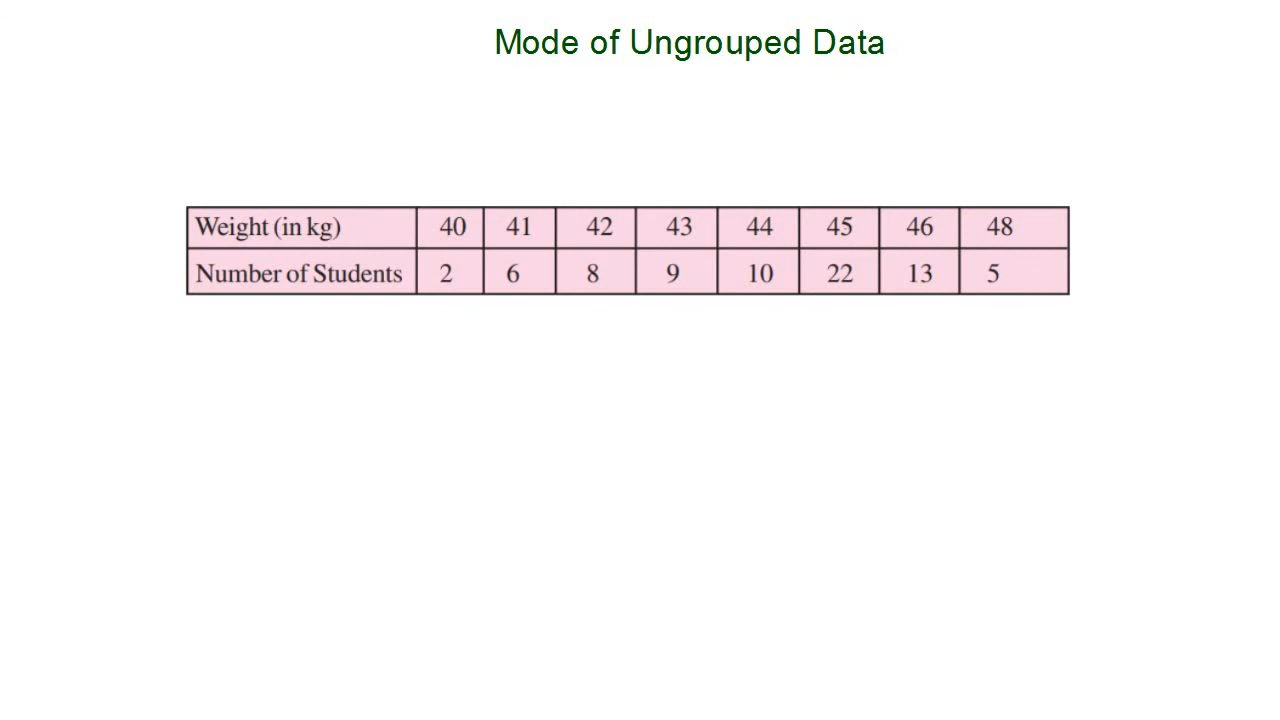 Mode of Ungrouped Data
Weight (in kg) 40 41 42 43 44 45 46 48
Number of Students 2 6 8 9 10 22 13 5